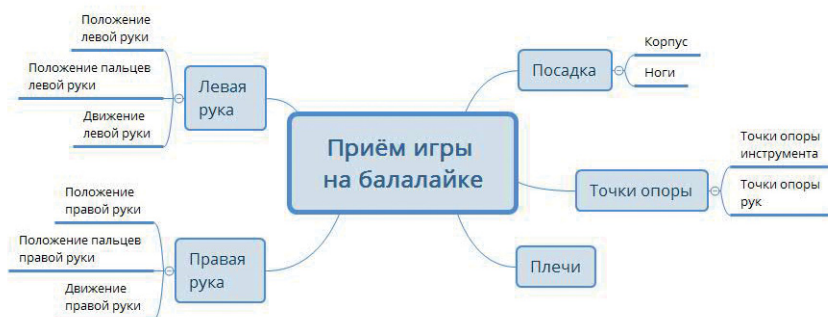 Приём игры
на балалайке
Левая
рука
Положение
левой руки
Положение пальцев
левой руки
Движение
левой руки
Правая
рука
Положение
правой руки
Положение пальцев
правой руки
Движение
правой руки
Посадка
Корпус
Ноги
Точки опоры
Точки опоры
инструмента
Точки опоры
рук
Плечи